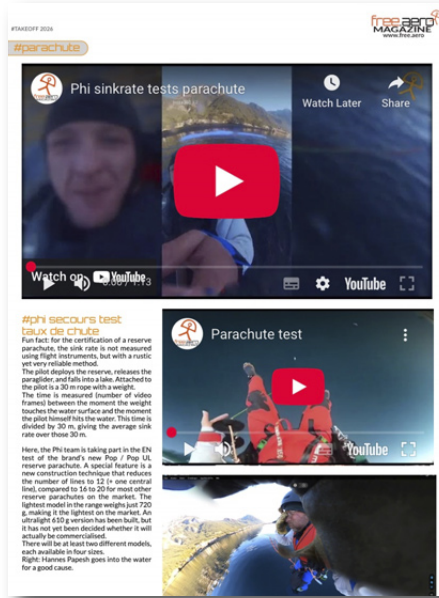 #TAKEOFF 2026
free.aero
MAGAZINE
www.free.aero
#parachute
Phi sinkrate tests parachute
Watch Later
Share
Watch on YouTube
0:00 / 1:13
YouTube
#phi secours test
taux de chute
Fun fact: for the certification of a reserve
parachute, the sink rate is not measured
using flight instruments, but with a rustic
yet very reliable method.
The pilot deploys the reserve, releases the
paraglider, and falls into a lake. Attached to
the pilot is a 30 m rope with a weight.
The time is measured (number of video
frames) between the moment the weight
touches the water surface and the moment
the pilot himself hits the water. This time is
divided by 30 m, giving the average sink
rate over those 30 m.
Here, the Phi team is taking part in the EN
test of the brand's new Pop / Pop UL
reserve parachute. A special feature is a
new construction technique that reduces
the number of lines to 12 (+ one central
line), compared to 16 to 20 for most other
reserve parachutes on the market. The
lightest model in the range weighs just 720
g, making it the lightest on the market. An
ultralight 610 g version has been built, but
it has not yet been decided whether it will
actually be commercialised.
There will be at least two different models,
each available in four sizes.
Right: Hannes Papesh goes into the water
for a good cause.
Parachute test
YouTube